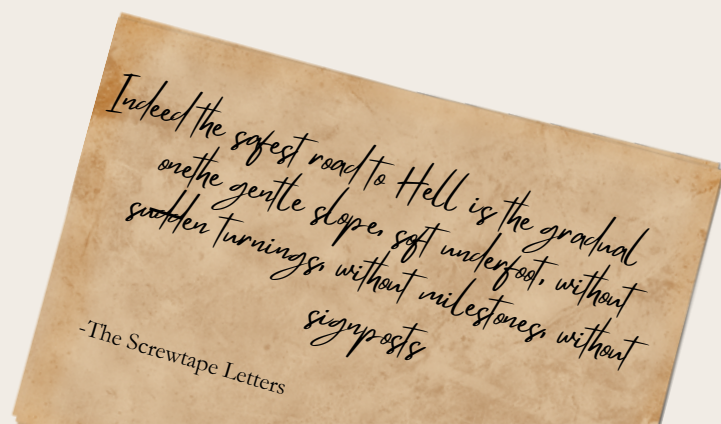 Indeed the safest road to Hell is the gradual
onethe gentle slope, soft underfoot, without
sudden turnings, without milestones, without
signposts
-The Screwtape Letters